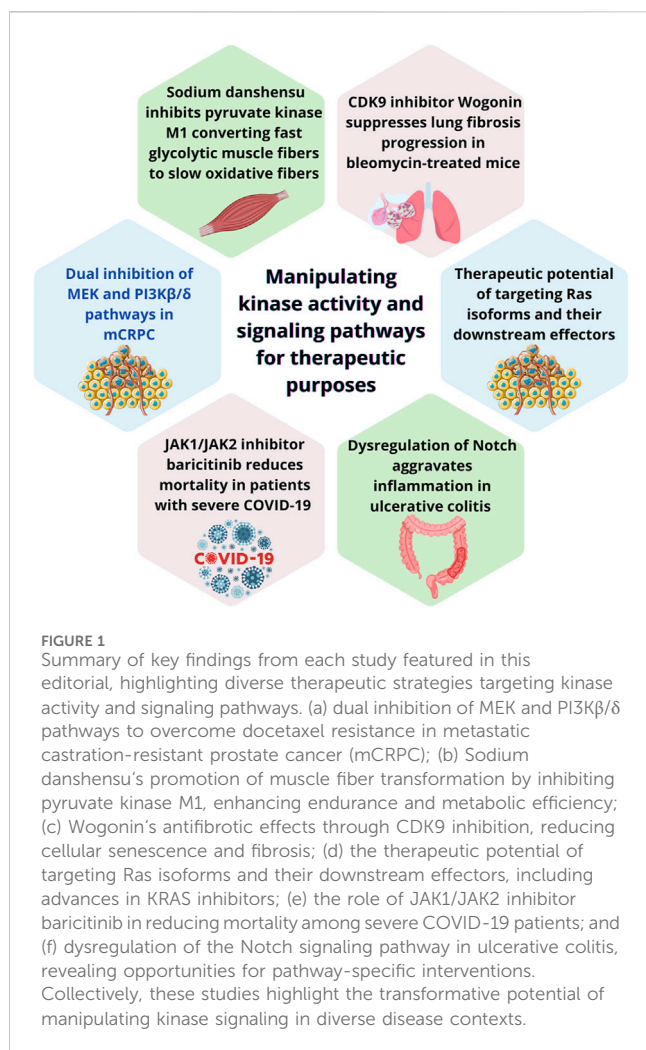 Sodium danshensu
inhibits pyruvate kinase
M1 converting fast
glycolytic muscle fibers
to slow oxidative fibers
CDK9 inhibitor Wogonin
suppresses lung fibrosis
progression in
bleomycin-treated mice
Dual inhibition of
MEK and PI3Kβ/δ
pathways in
mCRPC
Manipulating
kinase activity and
signaling pathways
for therapeutic
purposes
Therapeutic potential
of targeting Ras
isoforms and their
downstream effectors
JAK1/JAK2 inhibitor
baricitinib reduces
mortality in patients
with severe COVID-19
COVID-19
Dysregulation of Notch
aggravates
inflammation in
ulcerative colitis
FIGURE 1
Summary of key findings from each study featured in this
editorial, highlighting diverse therapeutic strategies targeting kinase
activity and signaling pathways. (a) dual inhibition of MEK and PI3Kβ/δ
pathways to overcome docetaxel resistance in metastatic
castration-resistant prostate cancer (mCRPC); (b) Sodium
danshensu's promotion of muscle fiber transformation by inhibiting
pyruvate kinase M1, enhancing endurance and metabolic efficiency;
(c) Wogonin's antifibrotic effects through CDK9 inhibition, reducing
cellular senescence and fibrosis; (d) the therapeutic potential of
targeting Ras isoforms and their downstream effectors, including
advances in KRAS inhibitors; (e) the role of JAK1/JAK2 inhibitor
baricitinib in reducing mortality among severe COVID-19 patients; and
(f) dysregulation of the Notch signaling pathway in ulcerative colitis,
revealing opportunities for pathway-specific interventions.
Collectively, these studies highlight the transformative potential of
manipulating kinase signaling in diverse disease contexts.